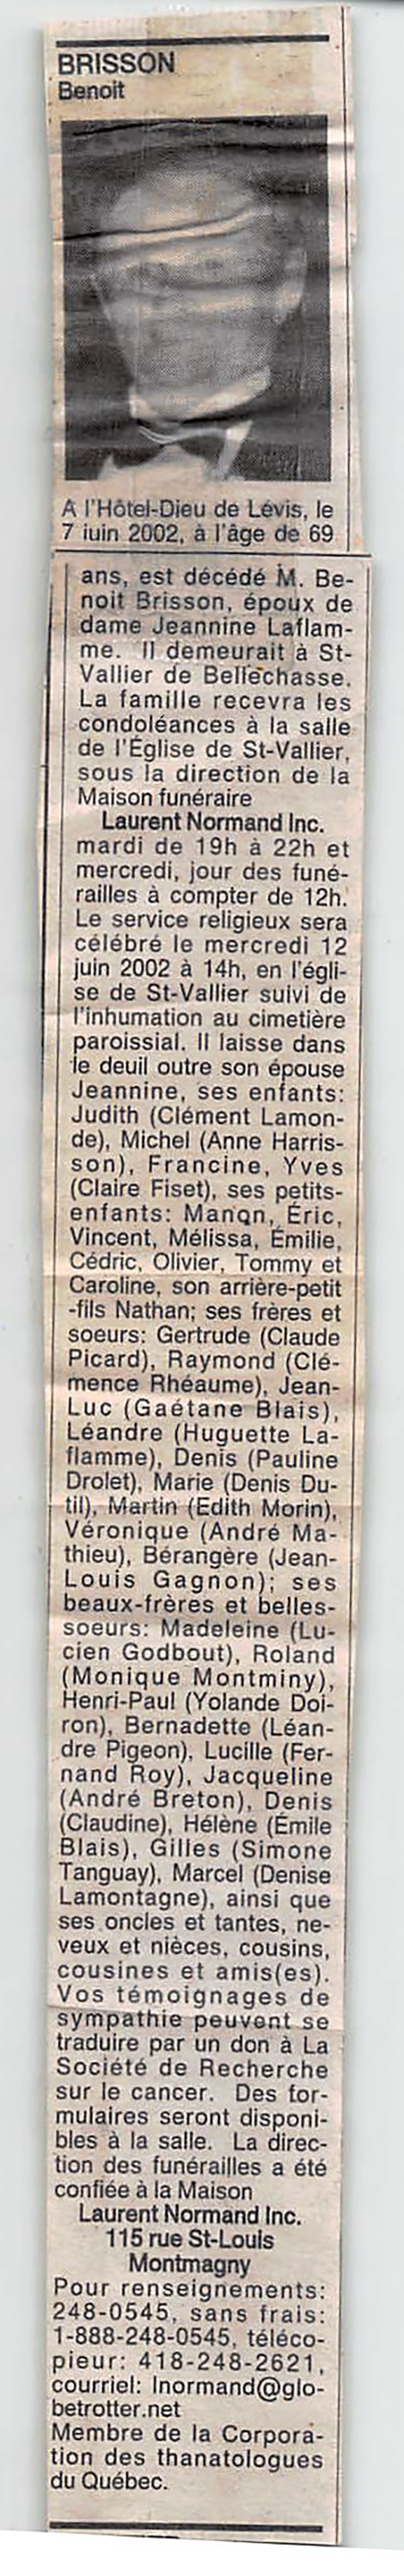 BRISSON
Benoit
A l'Hôtel-Dieu de Lévis, le
7 juin 2002, à l'âge de 69
ans, est décédé M. Be-
noit Brisson, époux de
dame Jeannine Laflam-
me. Il demeurait à St-
Vallier de Bellechasse.
La famille recevra les
condoléances à la salle
de l'Église de St-Vallier,
sous la direction de la
Maison funéraire
Laurent Normand Inc.
mardi de 19h à 22h et
mercredi, jour des funé-
railles à compter de 12h.
Le service religieux sera
célébré le mercredi 12
juin 2002 à 14h, en l'égli-
se de St-Vallier suivi de
l'inhumation au cimetière
paroissial. Il laisse dans
le deuil outre son épouse
Jeannine, ses enfants:
Judith (Clément Lamon-
de), Michel (Anne Harris-
son), Francine, Yves
(Claire Fiset), ses petits-
enfants: Manon, Éric,
Vincent, Mélissa, Émilie,
Cédric, Olivier, Tommy et
Caroline, son arrière-petit
-fils Nathan; ses frères et
soeurs: Gertrude (Claude
Picard), Raymond (Clé-
mence Rhéaume), Jean-
Luc (Gaétane Blais),
Léandre (Huguette La-
flamme), Denis (Pauline
Drolet), Marie (Denis Du-
til), Martin (Edith Morin),
Véronique (André Ma-
thieu), Bérangère (Jean-
Louis Gagnon); ses
beaux-frères et belles-
soeurs: Madeleine (Lu-
cien Godbout), Roland
(Monique Montminy),
Henri-Paul (Yolande Doi-
ron), Bernadette (Léan-
dre Pigeon), Lucille (Fer-
nand Roy), Jacqueline
(André Breton), Denis
(Claudine), Hélène (Émile
Blais), Gilles (Simone
Tanguay), Marcel (Denise
Lamontagne), ainsi que
ses oncles et tantes, ne-
veux et nièces, cousins,
cousines et amis(es).
Vos témoignages de
sympathie peuvent se
traduire par un don à La
Société de Recherche
sur le cancer. Des for-
mulaires seront disponi-
bles à la salle. La direc-
tion des funérailles a été
confiée à la Maison
Laurent Normand Inc.
115 rue St-Louis
Montmagny
Pour renseignements:
248-0545, sans frais:
1-888-248-0545, téléco-
pieur: 418-248-2621,
courriel: lnormand@glo-
betrotter.net
Membre de la Corpora-
tion des thanatologues
du Québec.